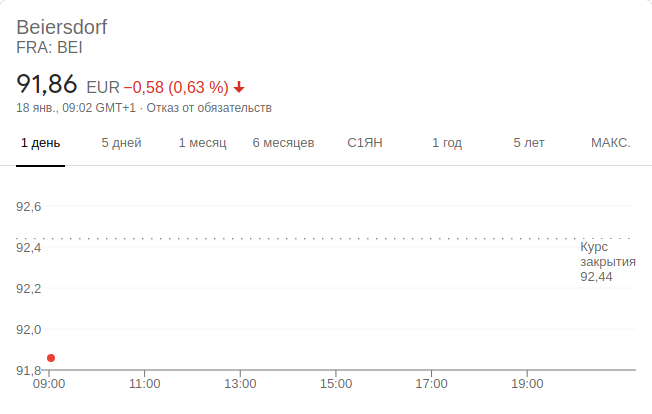 Beiersdorf
FRA: BEI
91,86 EUR −0,58 (0,63 %)
18 янв., 09:02 GMT+1 · Отказ от обязательств
1 день 5 дней 1 месяц 6 месяцев С1ЯН 1 год 5 лет МАКС.
92,6
92,4
Курс
закрытия
92,44
92,2
92,0
91,8
09:00 11:00 13:00 15:00 17:00 19:00